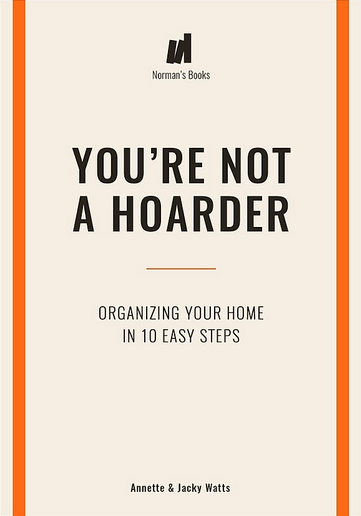 Norman's Books
YOU'RE NOT
A HOARDER
ORGANIZING YOUR HOME
IN 10 EASY STEPS
Annette & Jacky Watts